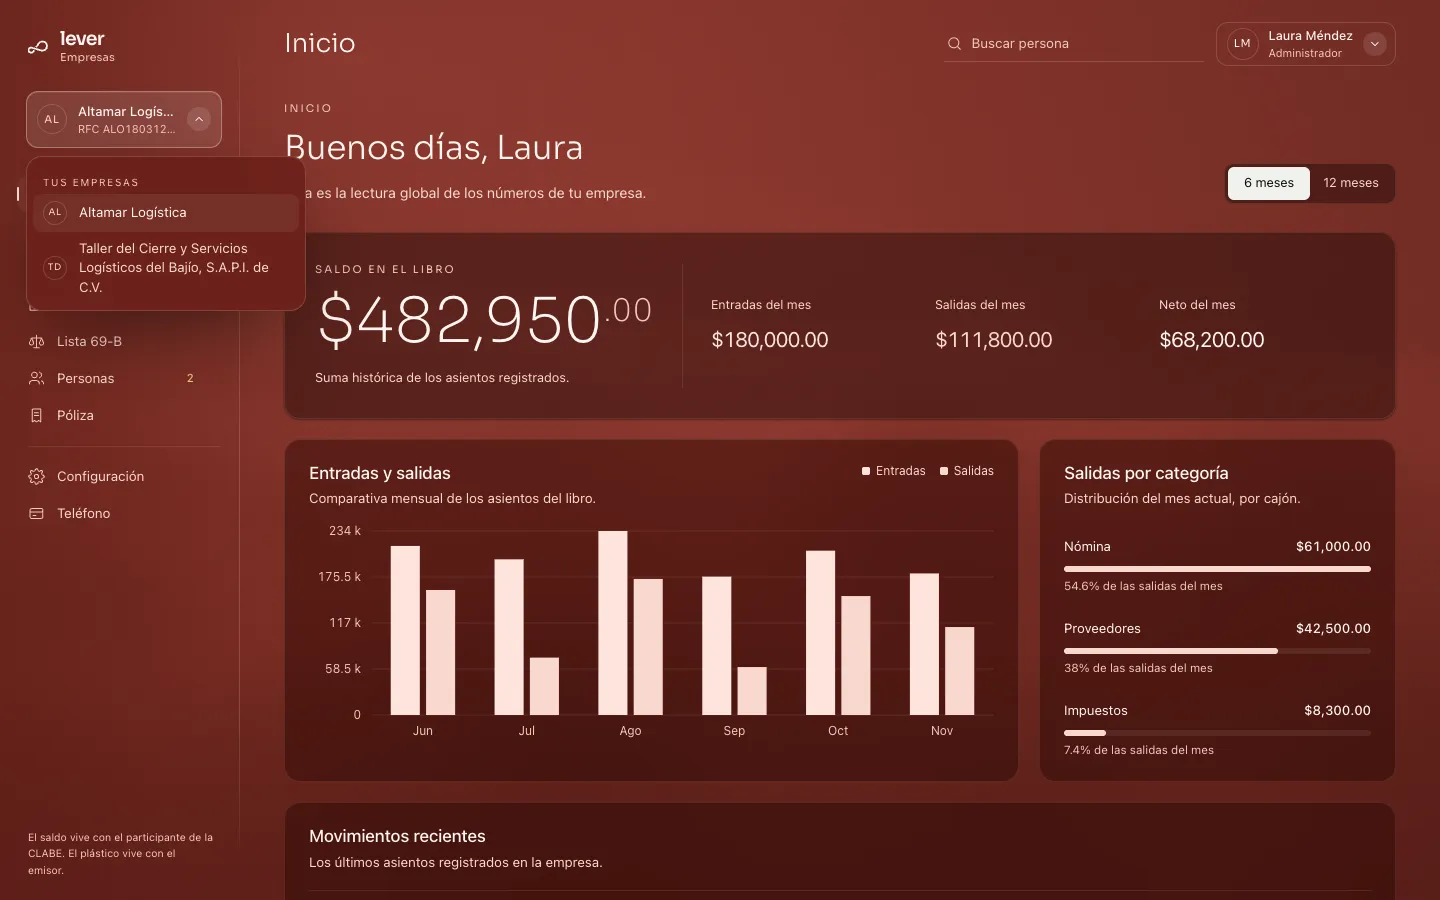 lever
Empresas
AL
Altamar Logís...
RFC ALO180312...
TUS EMPRESAS
AL
Altamar Logística
TD
Taller del Cierre y Servicios
Logísticos del Bajío, S.A.P.I. de
C.V.
Lista 69-B
Personas
2
Póliza
Configuración
Teléfono
El saldo vive con el participante de la
CLABE. El plástico vive con el
emisor.
Inicio
Buscar persona
LM
Laura Méndez
Administrador
INICIO
Buenos días, Laura
a es la lectura global de los números de tu empresa.
6 meses
12 meses
SALDO EN EL LIBRO
$482,950.00
Suma histórica de los asientos registrados.
Entradas del mes
$180,000.00
Salidas del mes
$111,800.00
Neto del mes
$68,200.00
Entradas y salidas
Comparativa mensual de los asientos del libro.
Entradas
Salidas
234 k
175.5 k
117 k
58.5 k
0
Jun
Jul
Ago
Sep
Oct
Nov
Salidas por categoría
Distribución del mes actual, por cajón.
Nómina
$61,000.00
54.6% de las salidas del mes
Proveedores
$42,500.00
38% de las salidas del mes
Impuestos
$8,300.00
7.4% de las salidas del mes
Movimientos recientes
Los últimos asientos registrados en la empresa.